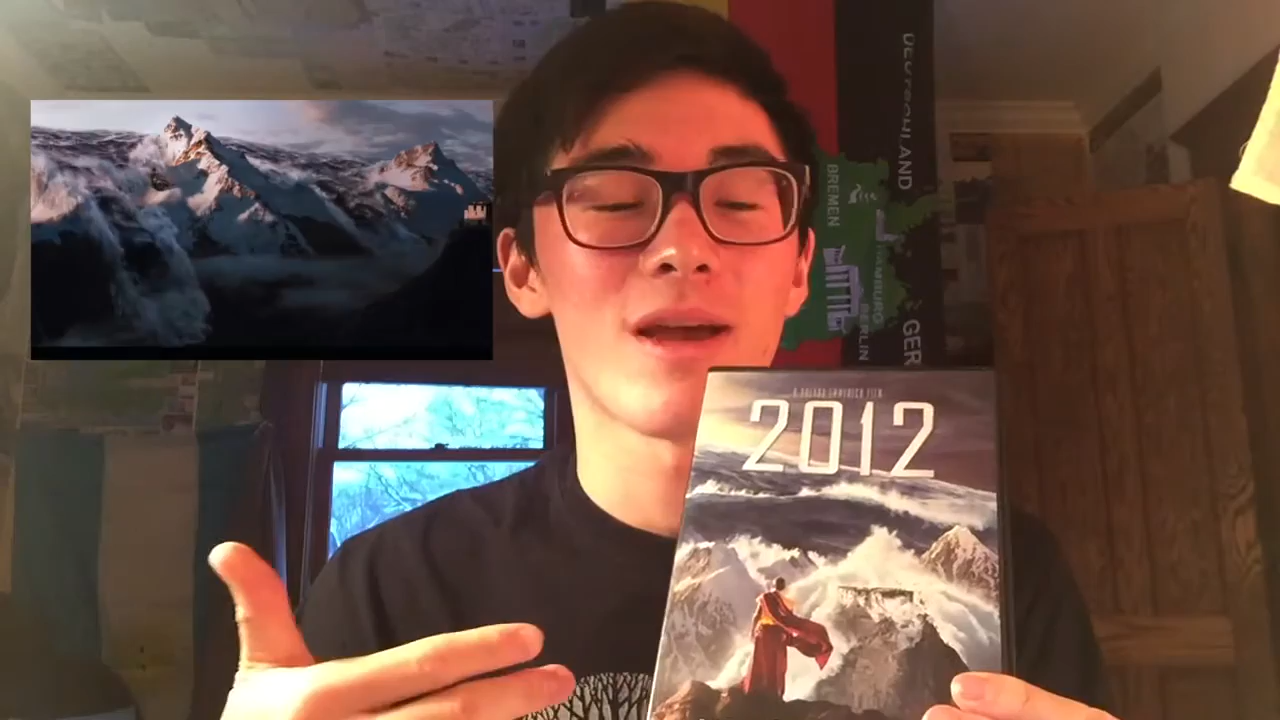 DEUTSCHLAND
BREMEN
HAMBURG
BERLIN
GER
A ROLAND EMMERICH FILM
2012